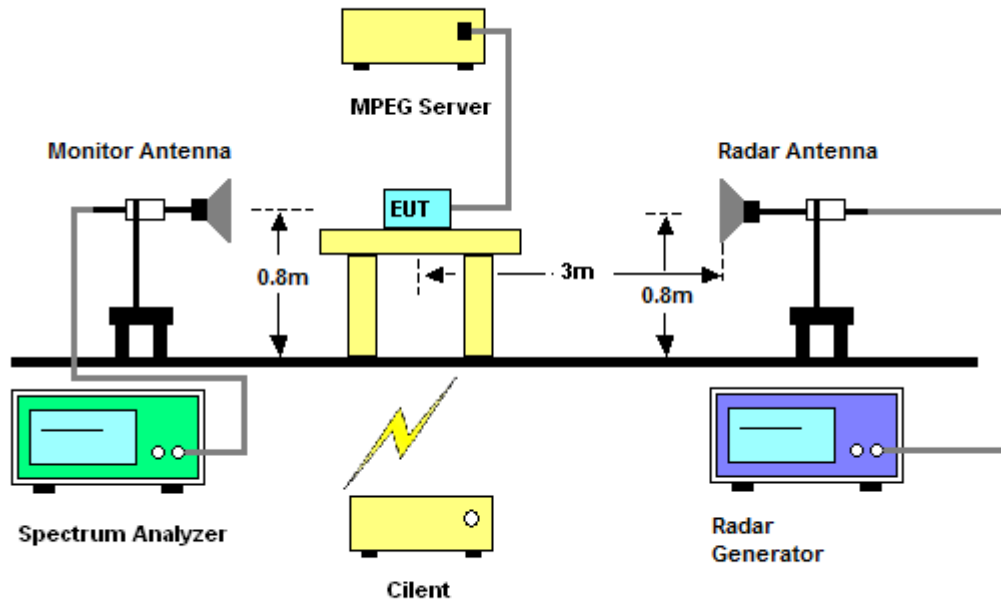 MPEG Server
Monitor Antenna
Radar Antenna
EUT
3m
0.8m
0.8m
Spectrum Analyzer
Radar
Generator
Cilent